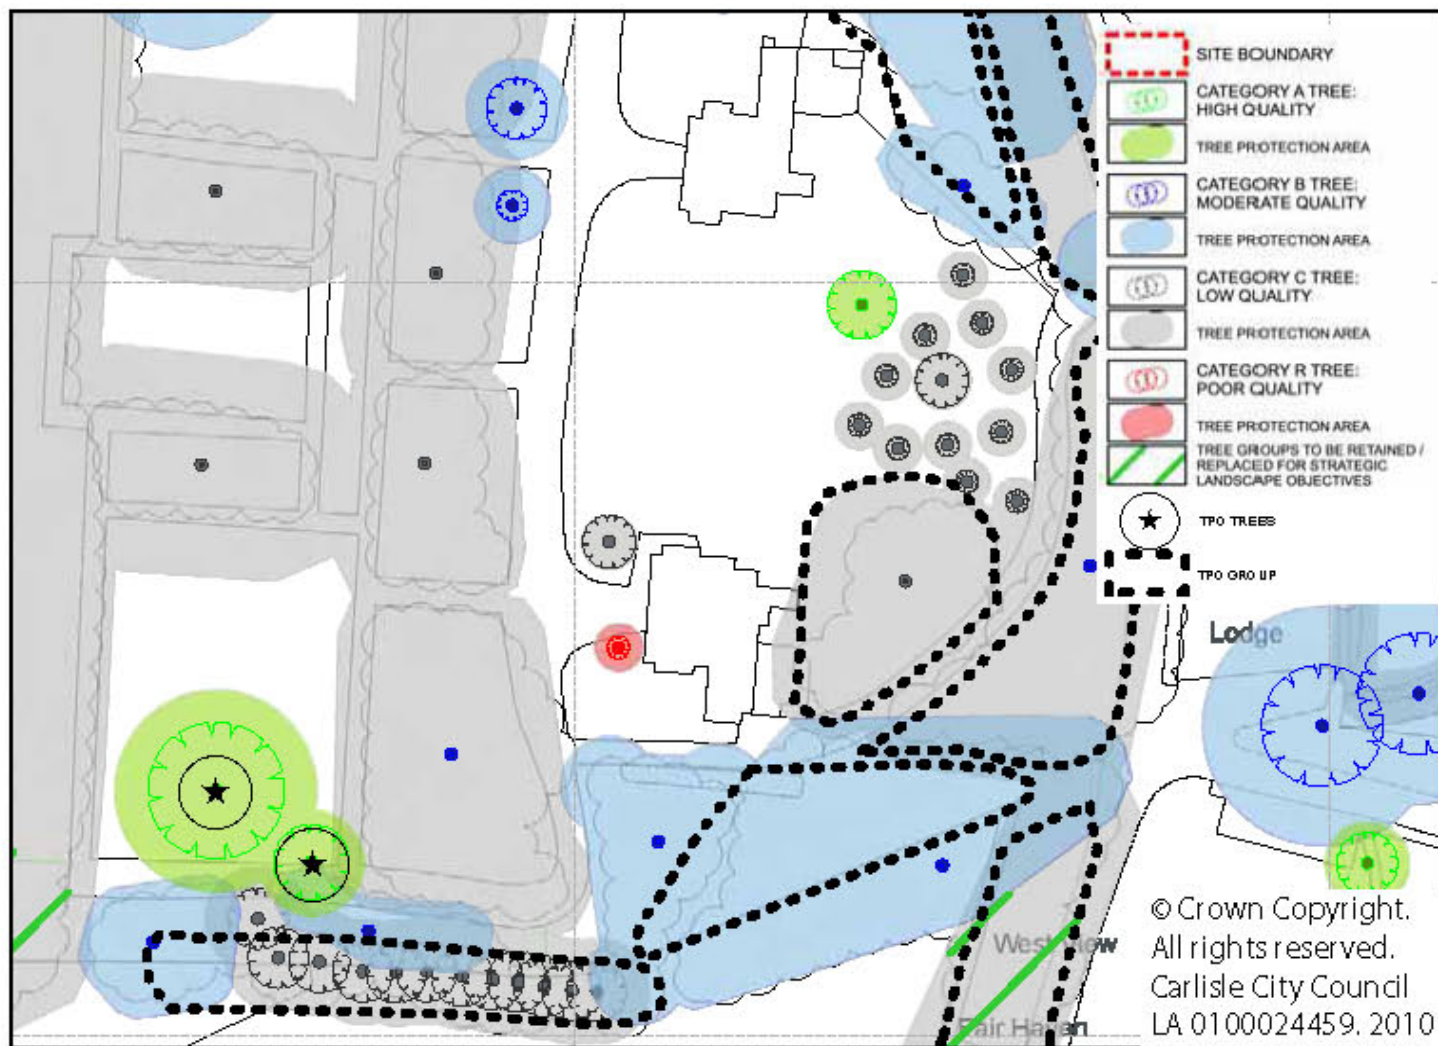 SITE BOUNDARY
CATEGORY A TREE:
HIGH QUALITY
TREE PROTECTION AREA
CATEGORY B TREE:
MODERATE QUALITY
TREE PROTECTION AREA
CATEGORY C TREE:
LOW QUALITY
TREE PROTECTION AREA
CATEGORY R TREE:
POOR QUALITY
TREE PROTECTION AREA
TREE GROUPS TO BE RETAINED /
REPLACED FOR STRATEGIC
LANDSCAPE OBJECTIVES
TPO TREES
TPO GROUP
Lodge
West View
Fair Haven
© Crown Copyright.
All rights reserved.
Carlisle City Council
LA 0100024459. 2010